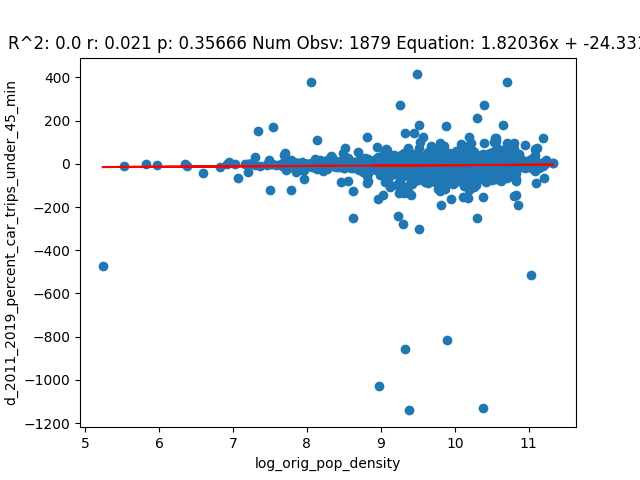 R^2: 0.0 r: 0.021 p: 0.35666 Num Obsv: 1879 Equation: 1.82036x + -24.331
d_2011_2019_percent_car_trips_under_45_min
400
200
0
−200
−400
−600
−800
−1000
−1200
5 6 7 8 9 10 11
log_orig_pop_density